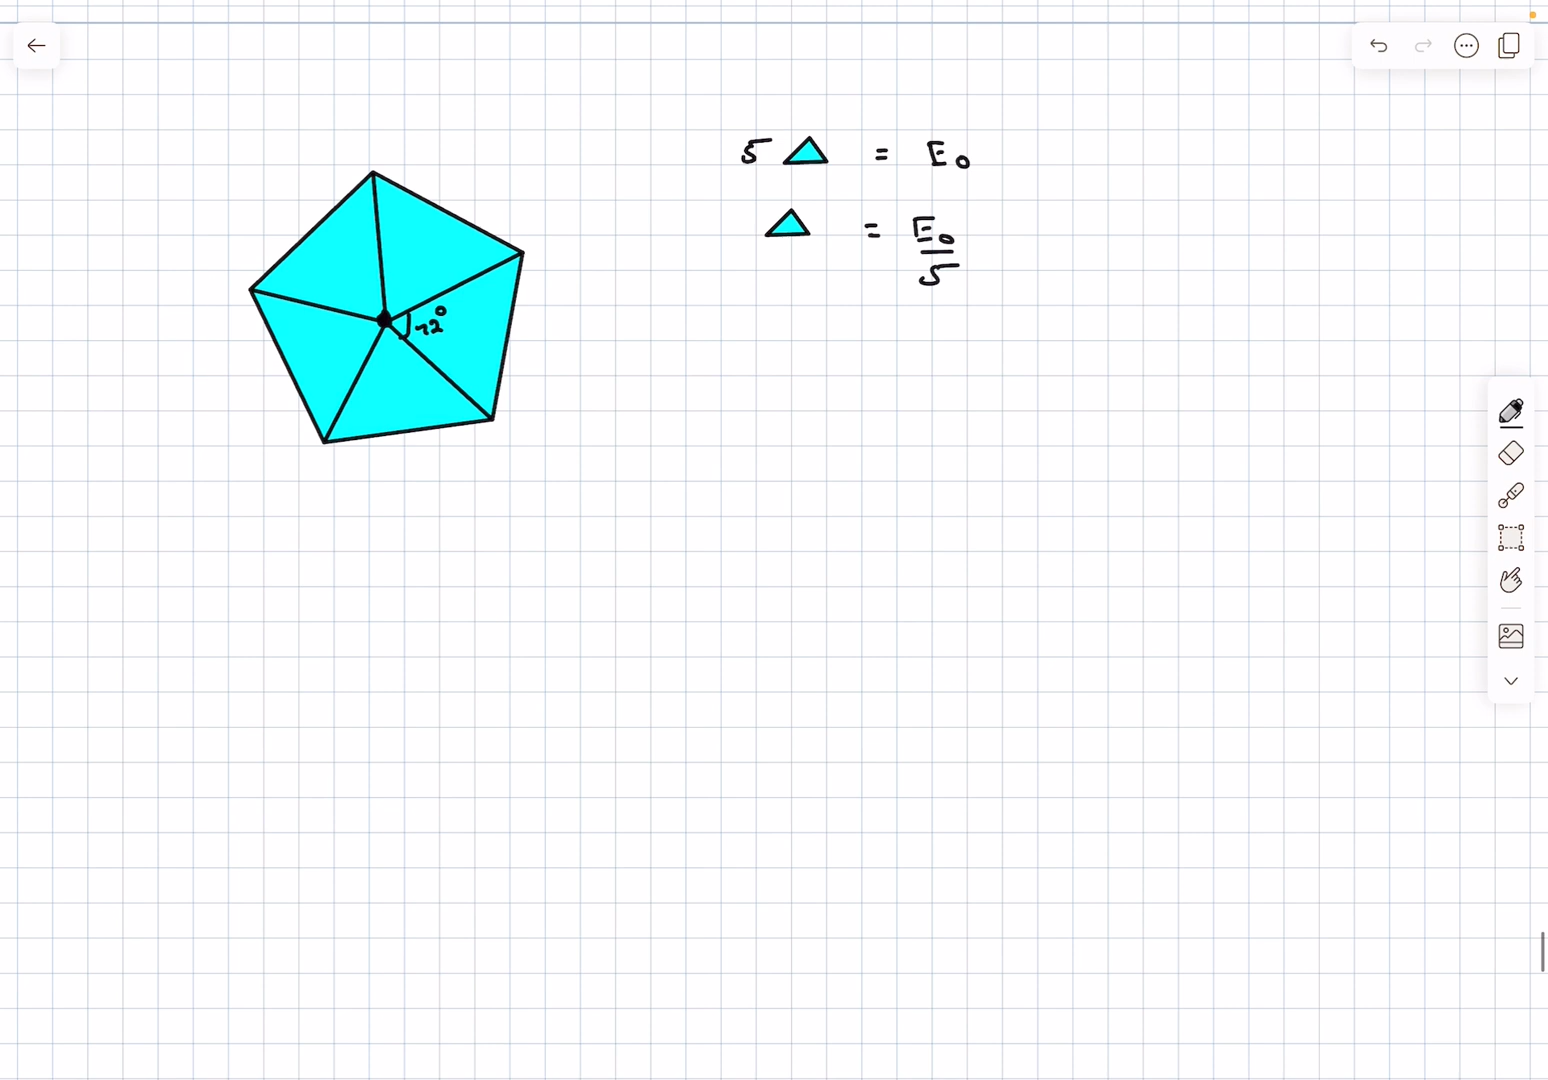 5 △ = E₀
△ = E₀/5
72°